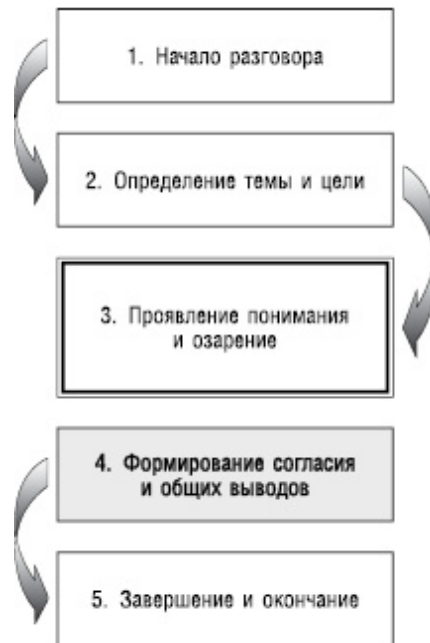 1. Начало разговора
2. Определение темы и цели
3. Проявление понимания
и озарение
4. Формирование согласия
и общих выводов
5. Завершение и окончание